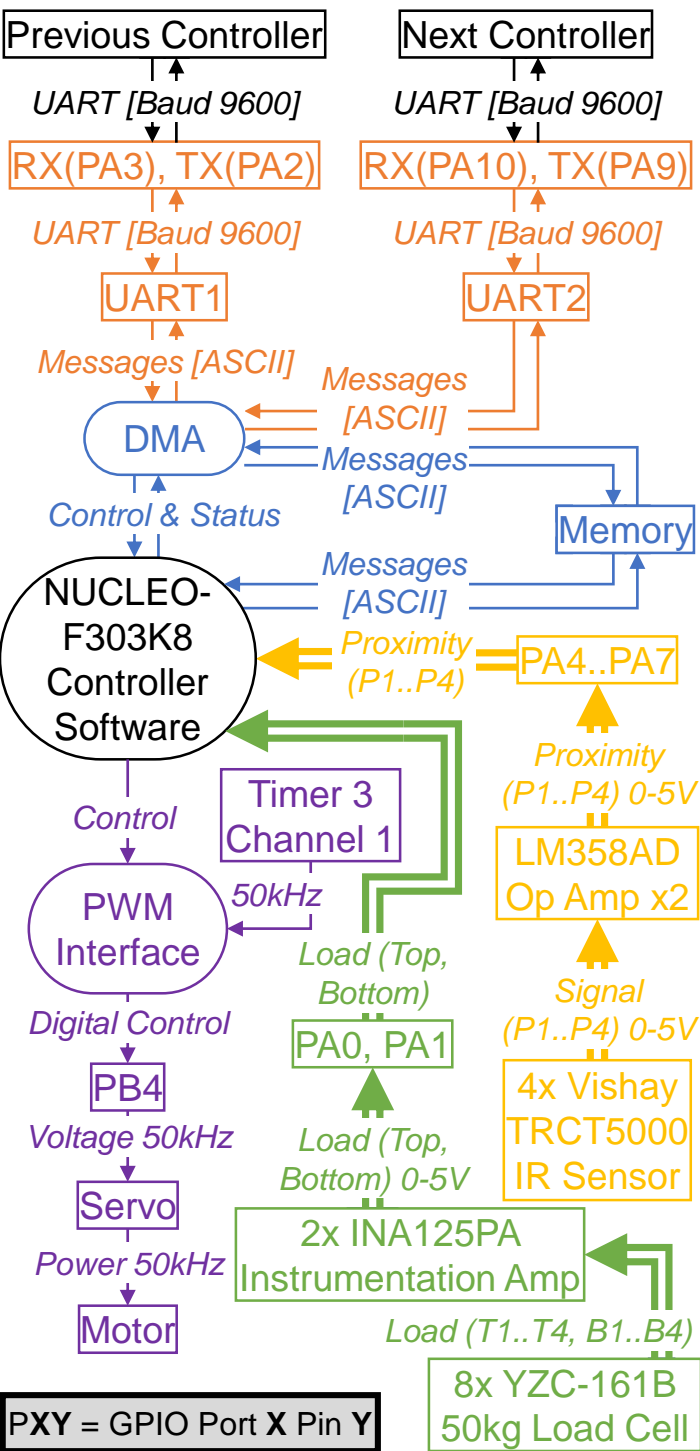 Previous Controller
Next Controller
UART [Baud 9600]
UART [Baud 9600]
RX(PA3), TX(PA2)
RX(PA10), TX(PA9)
UART [Baud 9600]
UART [Baud 9600]
UART1
UART2
Messages [ASCII]
Messages
[ASCII]
DMA
Messages
[ASCII]
Control & Status
Memory
Messages
[ASCII]
NUCLEO-
F303K8
Controller
Software
Proximity
(P1..P4)
PA4..PA7
Proximity
(P1..P4) 0-5V
Control
Timer 3
Channel 1
LM358AD
Op Amp x2
50kHz
PWM
Interface
Load (Top,
Bottom)
Signal
(P1..P4) 0-5V
Digital Control
PA0, PA1
PB4
4x Vishay
TRCT5000
IR Sensor
Voltage 50kHz
Load (Top,
Bottom) 0-5V
Servo
2x INA125PA
Instrumentation Amp
Power 50kHz
Motor
Load (T1..T4, B1..B4)
8x YZC-161B
50kg Load Cell
PXY = GPIO Port X Pin Y